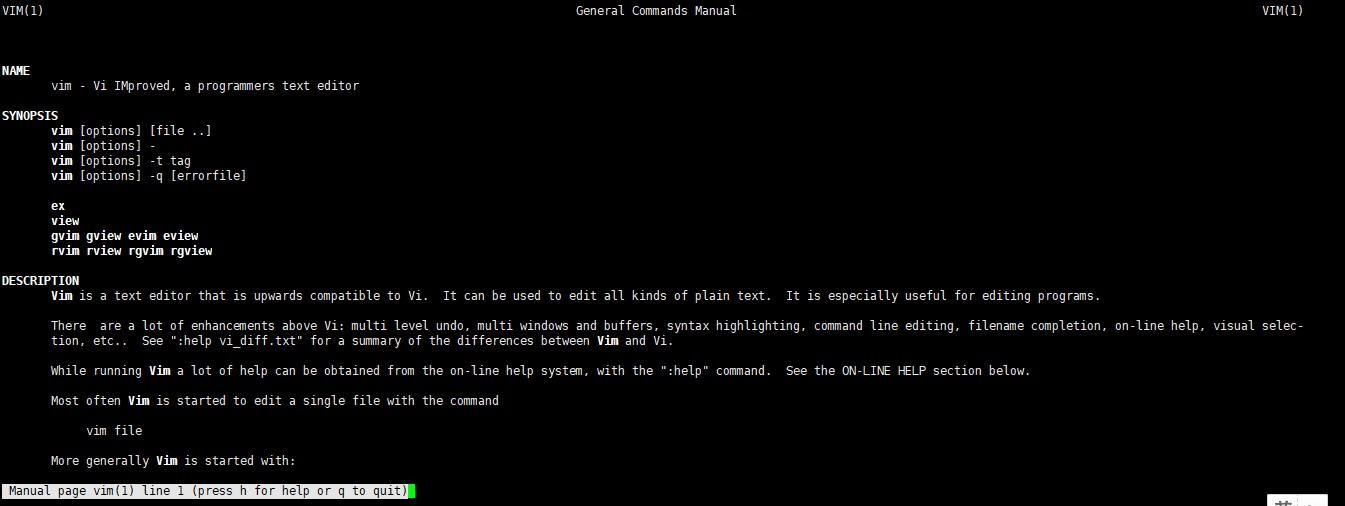 VIM(1) General Commands Manual VIM(1)
NAME
vim - Vi IMproved, a programmers text editor
SYNOPSIS
vim [options] [file ..]
vim [options] -
vim [options] -t tag
vim [options] -q [errorfile]
ex
view
gvim gview evim eview
rvim rview rgvim rgview
DESCRIPTION
Vim is a text editor that is upwards compatible to Vi.  It can be used to edit all kinds of plain text.  It is especially useful for editing programs.
There  are a lot of enhancements above Vi: multi level undo, multi windows and buffers, syntax highlighting, command line editing, filename completion, on-line help, visual selec-
tion, etc..  See ":help vi_diff.txt" for a summary of the differences between Vim and Vi.
While running Vim a lot of help can be obtained from the on-line help system, with the ":help" command.  See the ON-LINE HELP section below.
Most often Vim is started to edit a single file with the command
vim file
More generally Vim is started with:
Manual page vim(1) line 1 (press h for help or q to quit)